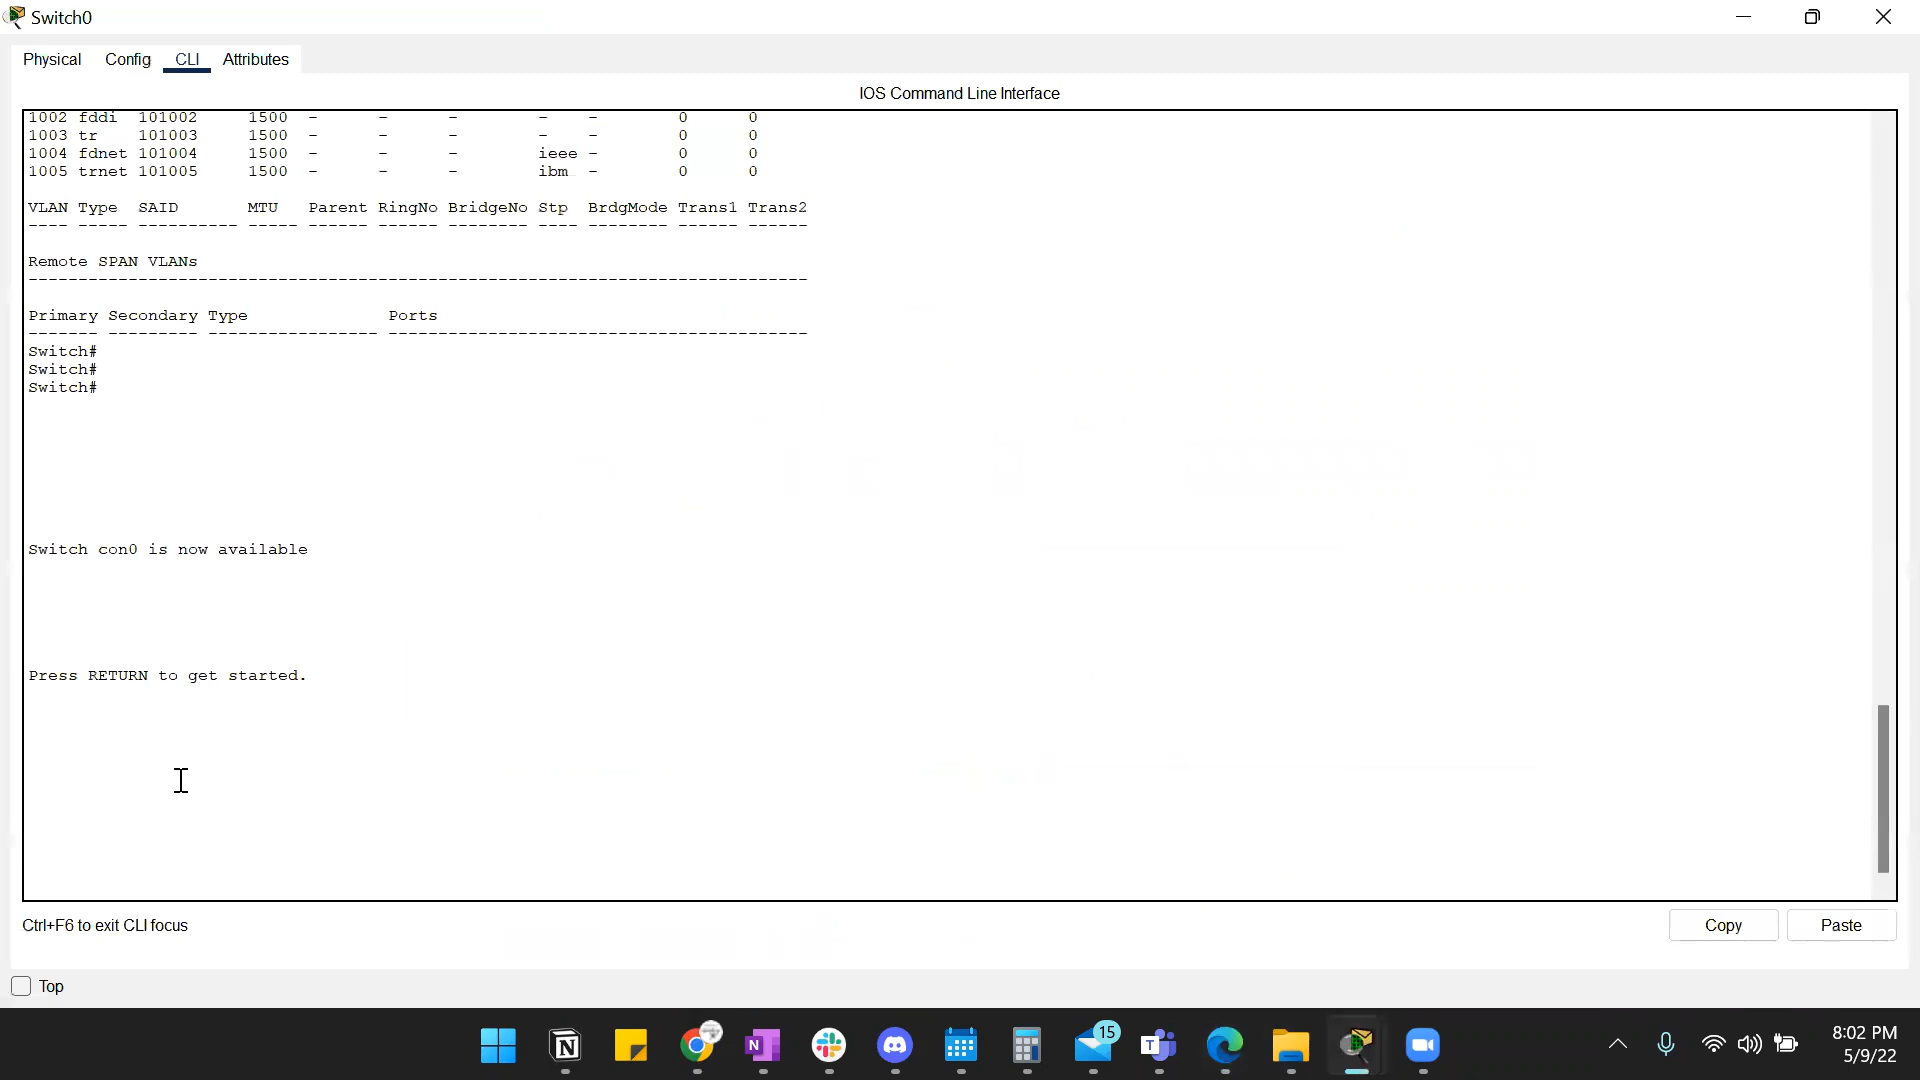 Switch0
Physical Config CLI Attributes
IOS Command Line Interface
1002 fddi  101002     1500  -      -      -        -    -        0      0
1003 tr    101003     1500  -      -      -        -    -        0      0
1004 fdnet 101004     1500  -      -      -        ieee -        0      0
1005 trnet 101005     1500  -      -      -        ibm  -        0      0
VLAN Type  SAID       MTU   Parent RingNo BridgeNo Stp  BrdgMode Trans1 Trans2
---- ----- ---------- ----- ------ ------ -------- ---- -------- ------ ------
Remote SPAN VLANs
------------------------------------------------------------------------------
Primary Secondary Type              Ports
------- --------- ----------------- ------------------------------------------
Switch#
Switch#
Switch#
Switch con0 is now available
Press RETURN to get started.
Ctrl+F6 to exit CLI focus
Copy Paste
Top
N
N
15
T
8:02 PM
5/9/22